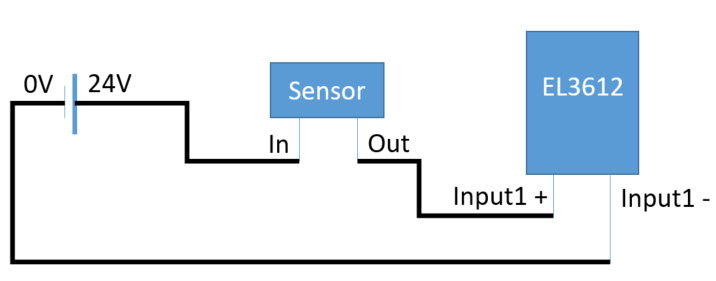 0V
24V
Sensor
EL3612
In
Out
Input1 +
Input1 -